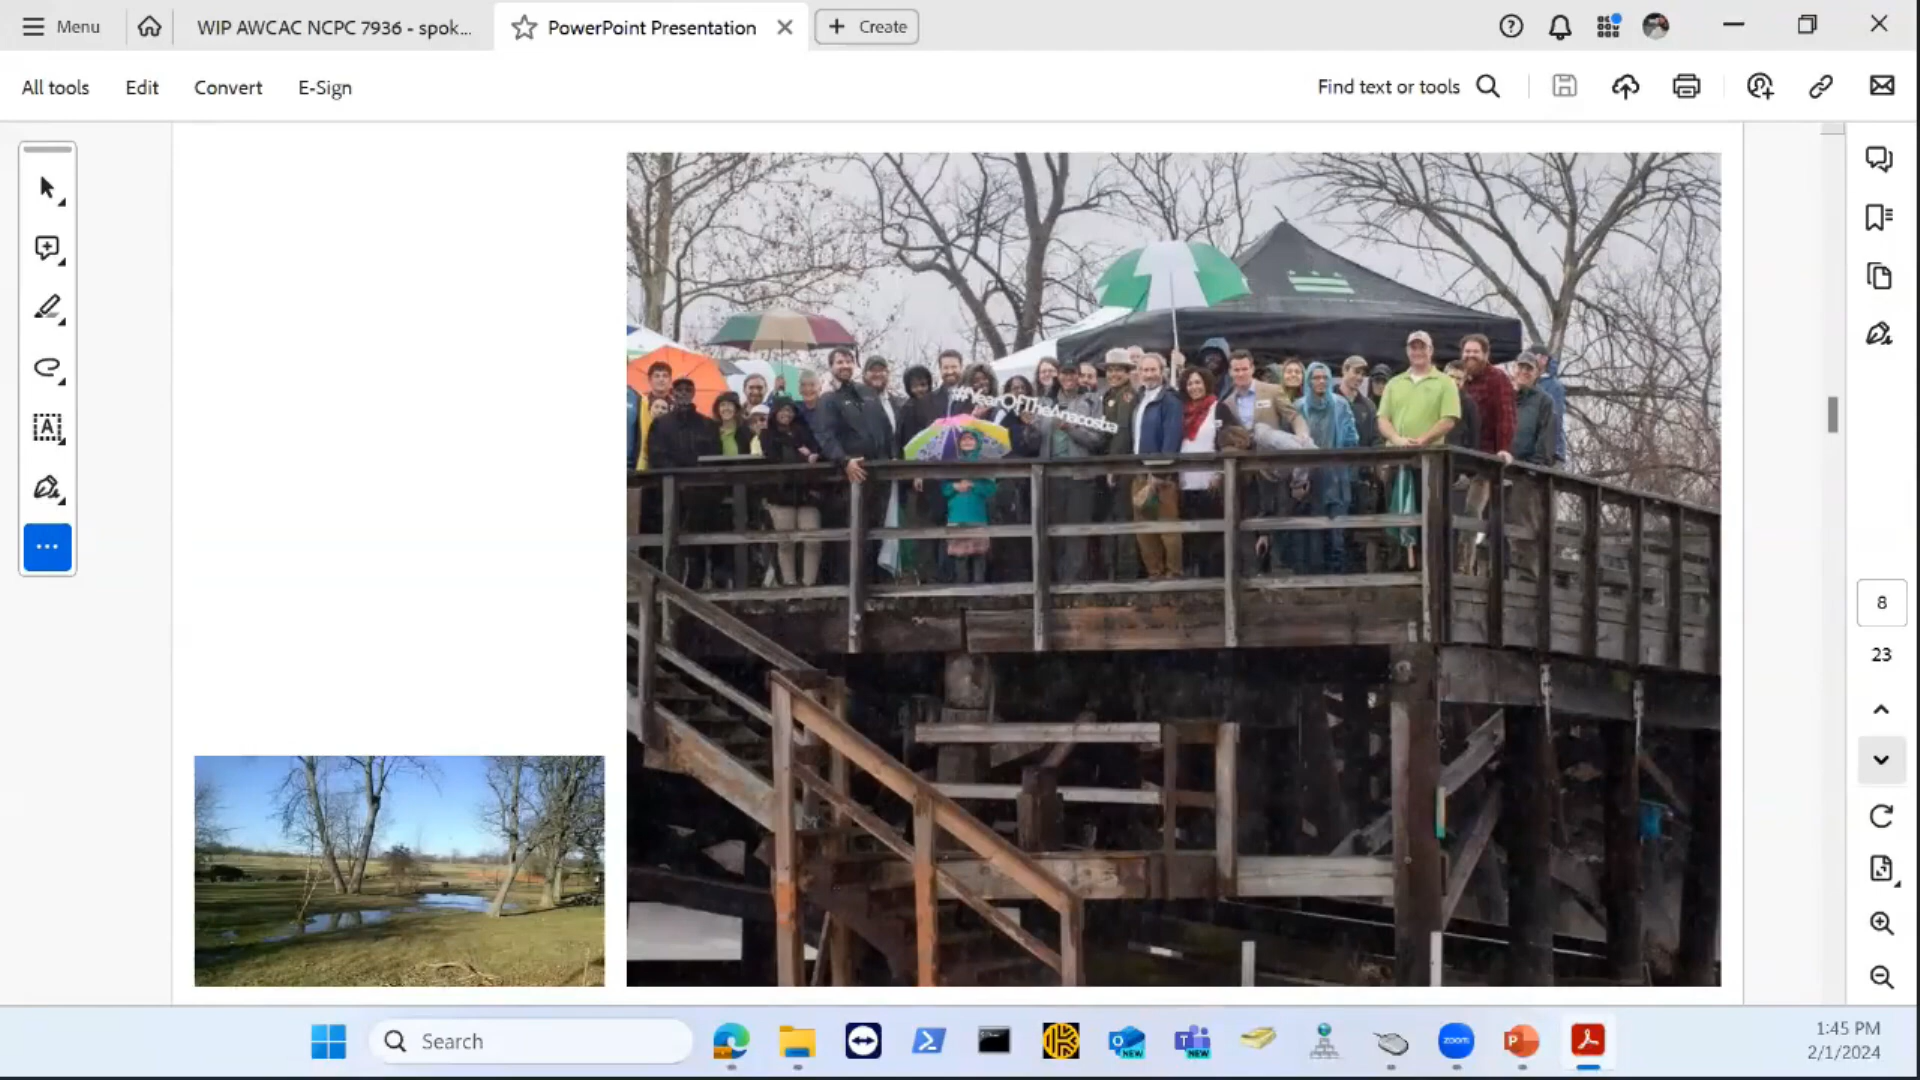 Menu
WIP AWCAC NCPC 7936 - spok...
PowerPoint Presentation
Create
All tools
Edit
Convert
E-Sign
Find text or tools
#YearOfTheAnacostia
8
23
Search
1:45 PM
2/1/2024